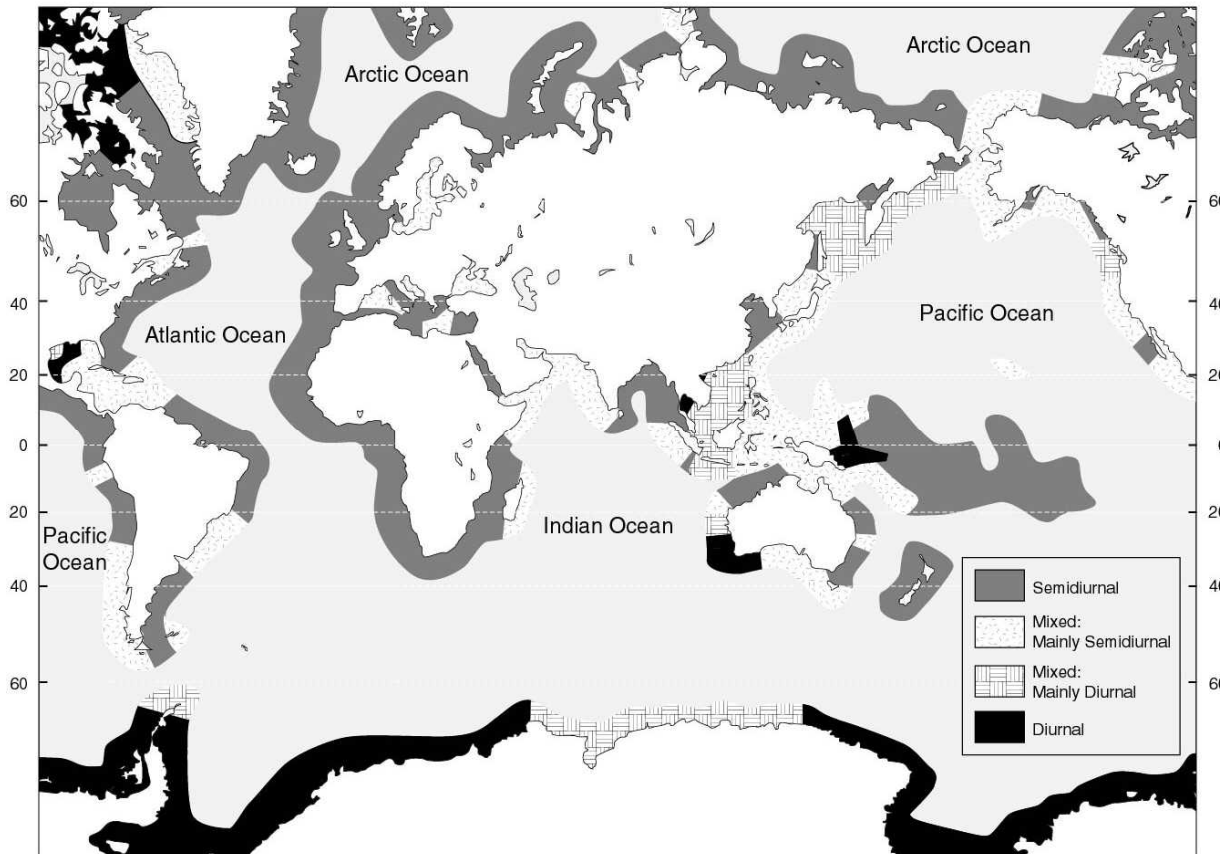 Arctic Ocean
Arctic Ocean
60
60
40
40
Atlantic Ocean
Pacific Ocean
20
20
0
0
20
20
Indian Ocean
Pacific
Ocean
40
40
60
60
Semidiurnal
Mixed:
Mainly Semidiurnal
Mixed:
Mainly Diurnal
Diurnal